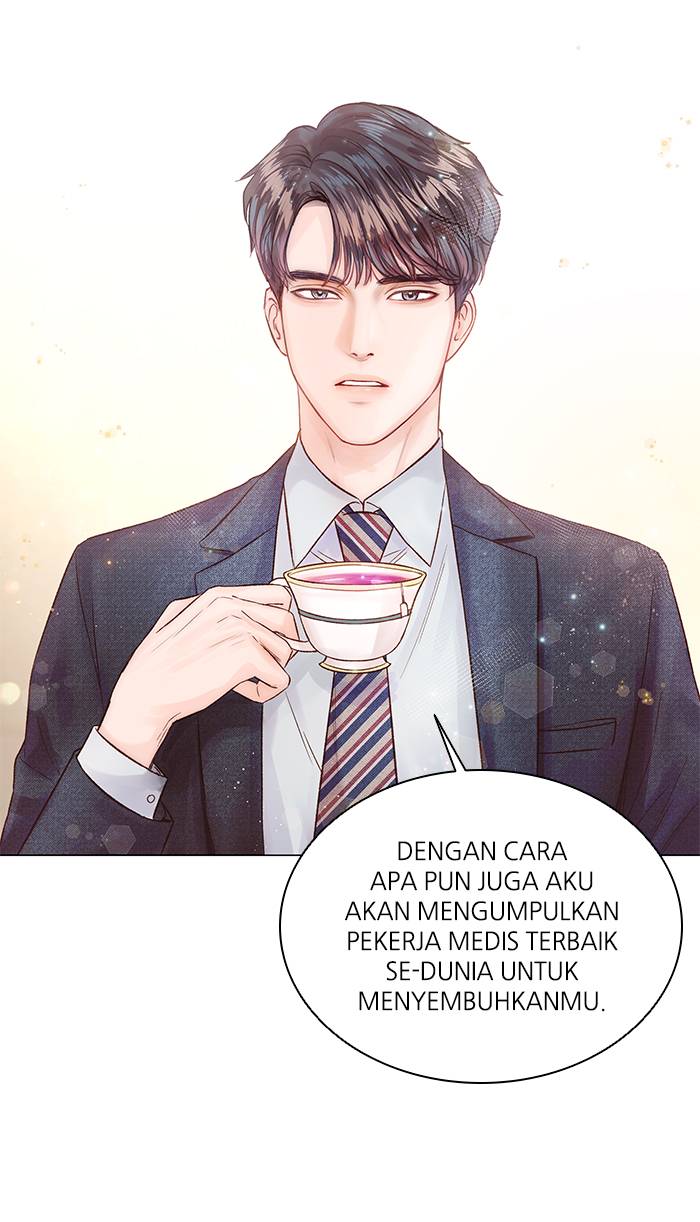 DENGAN CARA
APA PUN JUGA AKU
AKAN MENGUMPULKAN
PEKERJA MEDIS TERBAIK
SE-DUNIA UNTUK
MENYEMBUHKANMU.